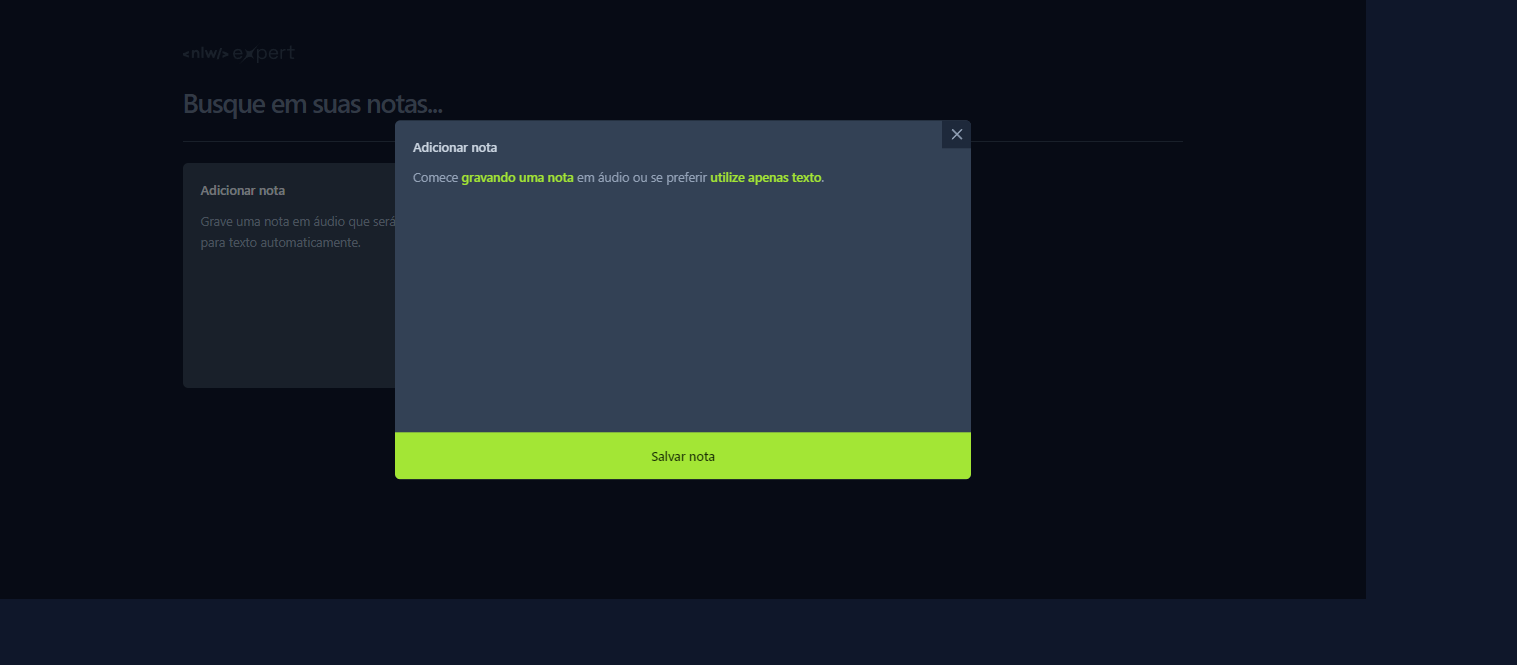 <nlw/> expert
Busque em suas notas...
Adicionar nota
Grave uma nota em áudio que será
para texto automaticamente.
Adicionar nota
Comece gravando uma nota em áudio ou se preferir utilize apenas texto.
Salvar nota